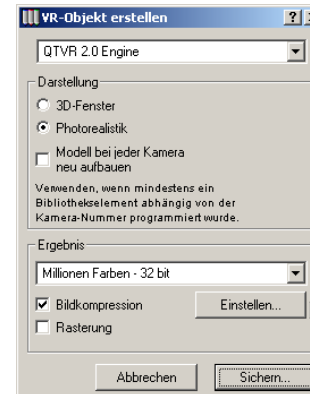 VR-Objekt erstellen
QTVR 2.0 Engine
Darstellung
3D-Fenster
Photorealistik
Modell bei jeder Kamera
neu aufbauen
Verwenden, wenn mindestens ein
Bibliothekselement abhängig von der
Kamera-Nummer programmiert wurde.
Ergebnis
Millionen Farben - 32 bit
Bildkompression
Einstellen...
Rasterung
Abbrechen
Sichern...